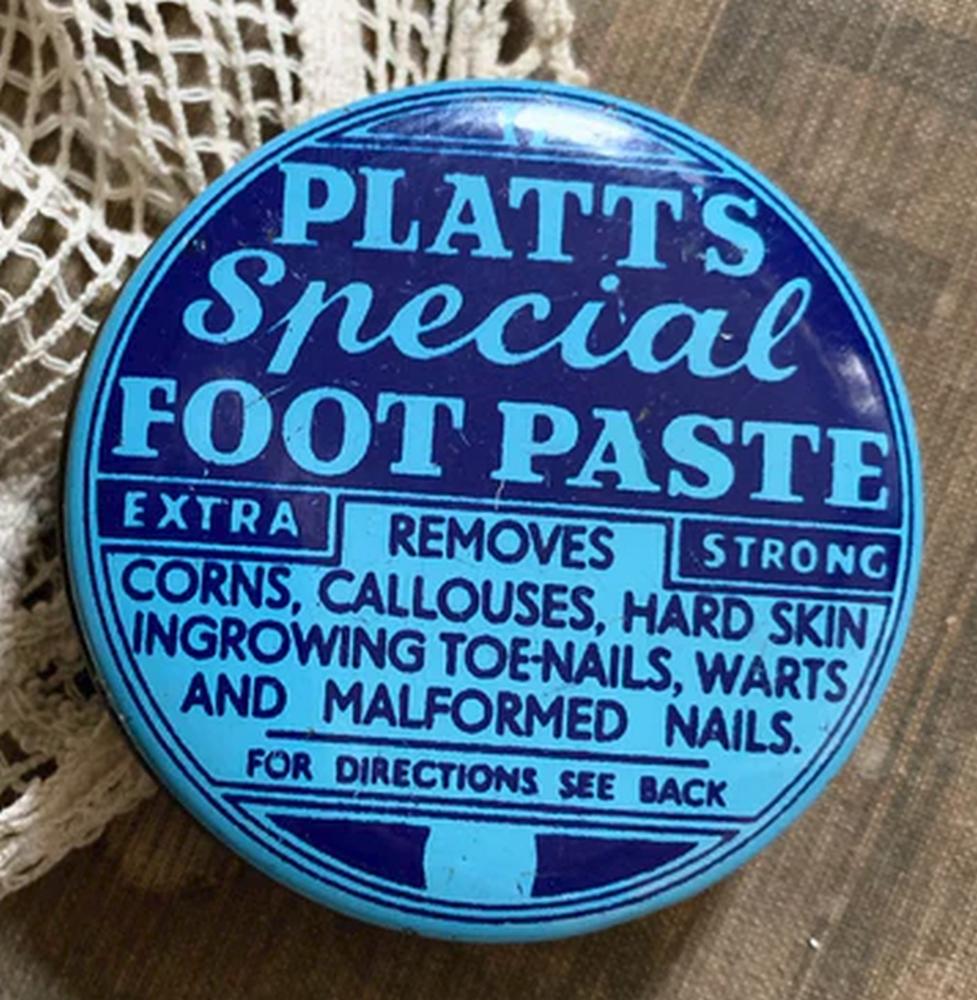 PLATT'S
Special
FOOT PASTE
EXTRA REMOVES STRONG
CORNS, CALLOUSES, HARD SKIN
INGROWING TOE-NAILS, WARTS
AND MALFORMED NAILS.
FOR DIRECTIONS SEE BACK